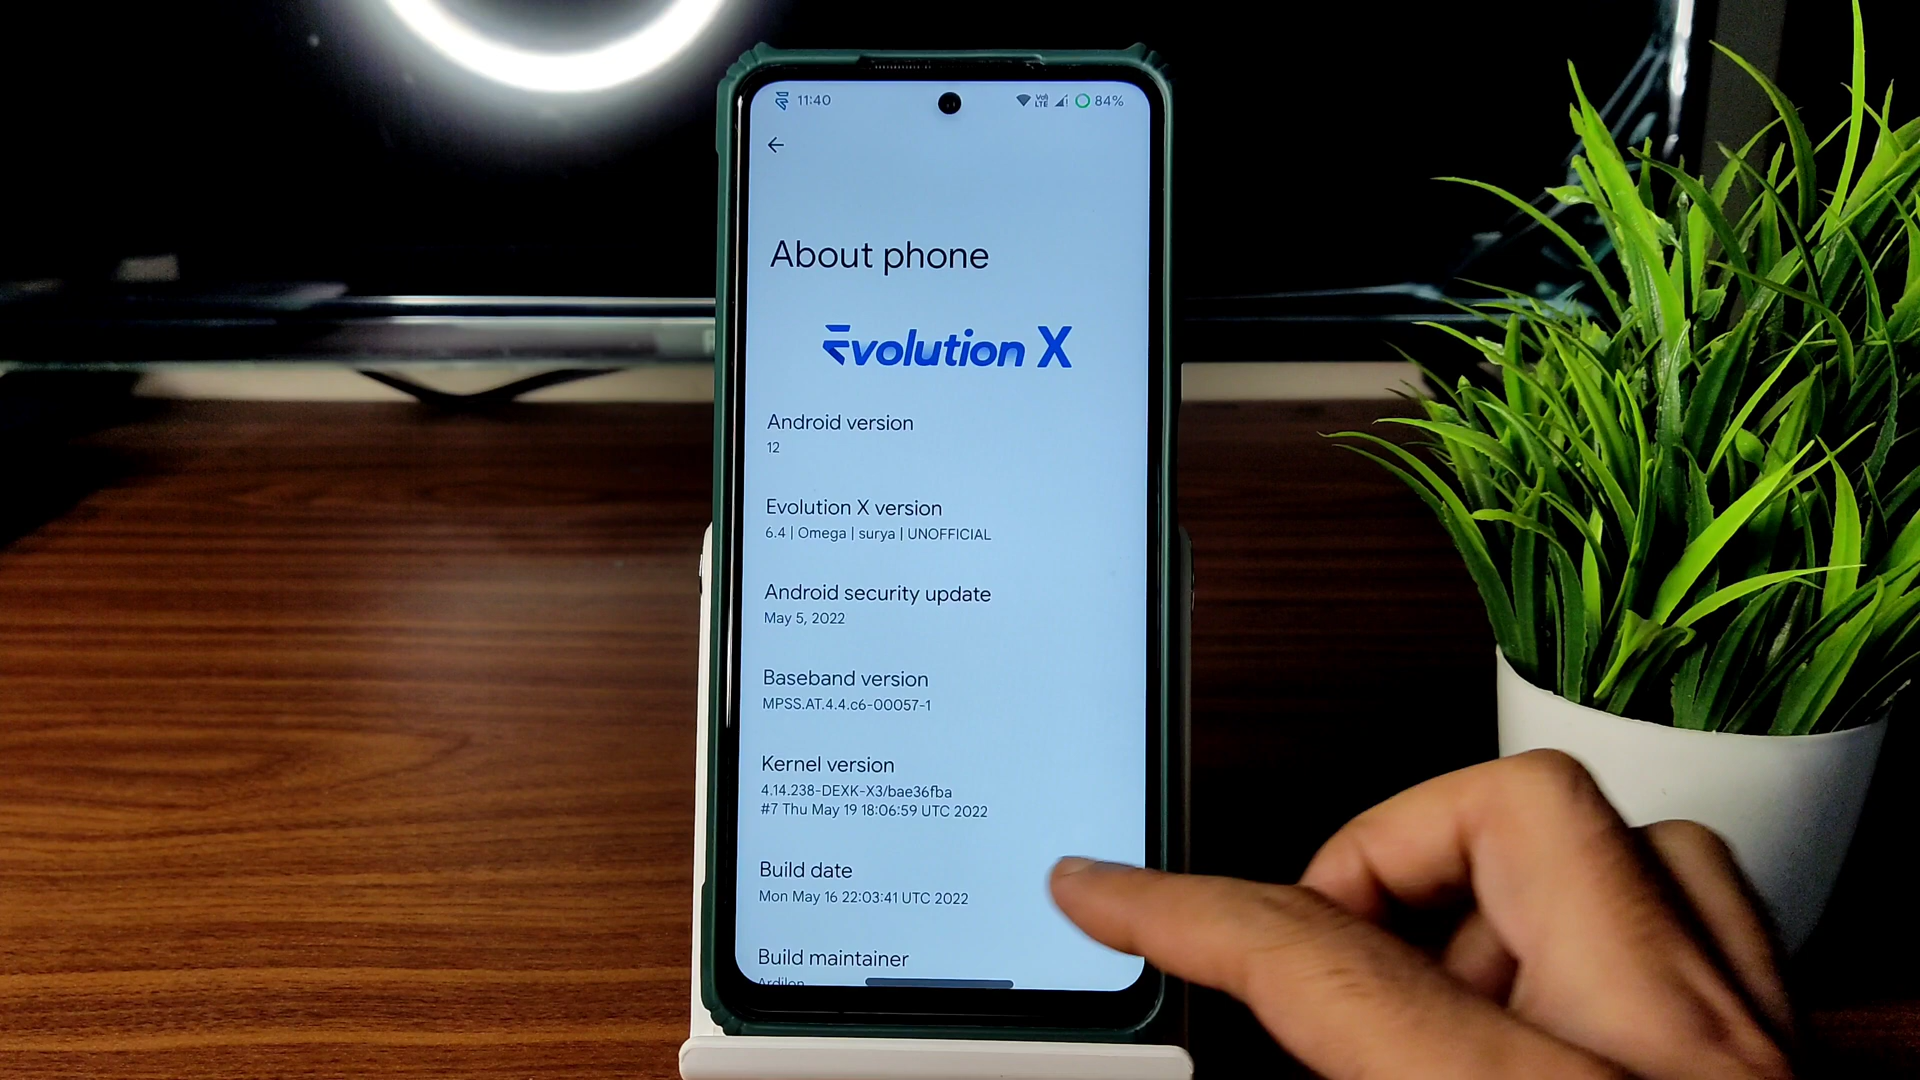 11:40
Vo)
LTE
84%
About phone
Evolution X
Android version
12
Evolution X version
6.4 | Omega | surya | UNOFFICIAL
Android security update
May 5, 2022
Baseband version
MPSS.AT.4.4.c6-00057-1
Kernel version
4.14.238-DEXK-X3/bae36fba
#7 Thu May 19 18:06:59 UTC 2022
Build date
Mon May 16 22:03:41 UTC 2022
Build maintainer
Ardilon